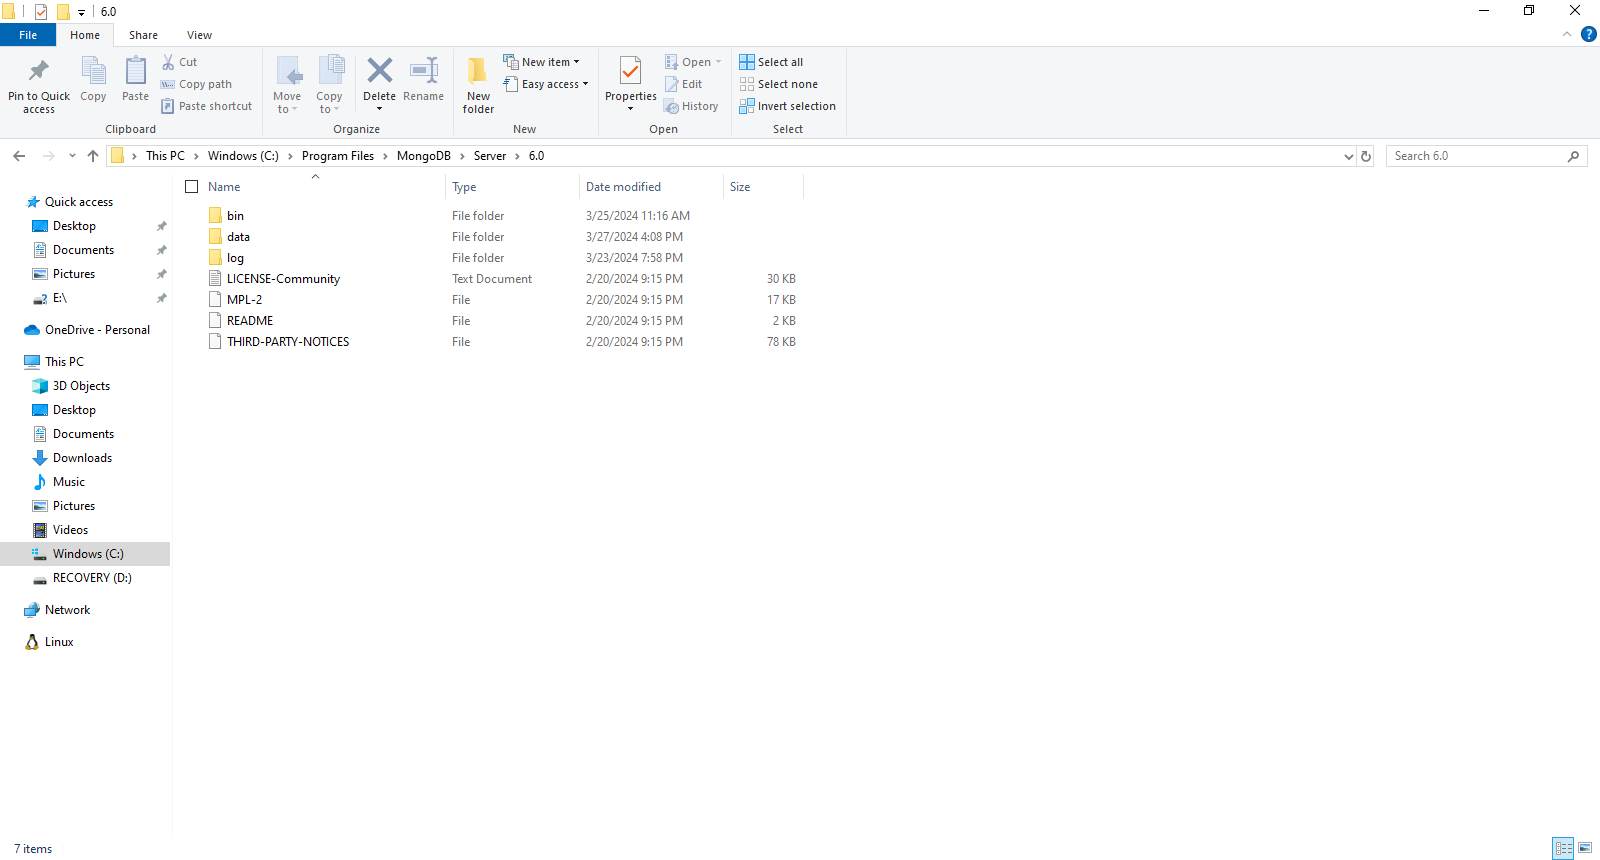 6.0
File Home Share View
Pin to Quick access
Copy
Paste
Cut
Copy path
Paste shortcut
Clipboard
Move to
Copy to
Delete
Rename
Organize
New folder
New item
Easy access
New
Properties
Open
Edit
History
Open
Select all
Select none
Invert selection
Select
This PC > Windows (C:) > Program Files > MongoDB > Server > 6.0
Search 6.0
Quick access
Desktop
Documents
Pictures
E:\
OneDrive - Personal
This PC
3D Objects
Desktop
Documents
Downloads
Music
Pictures
Videos
Windows (C:)
RECOVERY (D:)
Network
Linux
Name Type Date modified Size
bin File folder 3/25/2024 11:16 AM
data File folder 3/27/2024 4:08 PM
log File folder 3/23/2024 7:58 PM
LICENSE-Community Text Document 2/20/2024 9:15 PM 30 KB
MPL-2 File 2/20/2024 9:15 PM 17 KB
README File 2/20/2024 9:15 PM 2 KB
THIRD-PARTY-NOTICES File 2/20/2024 9:15 PM 78 KB
7 items